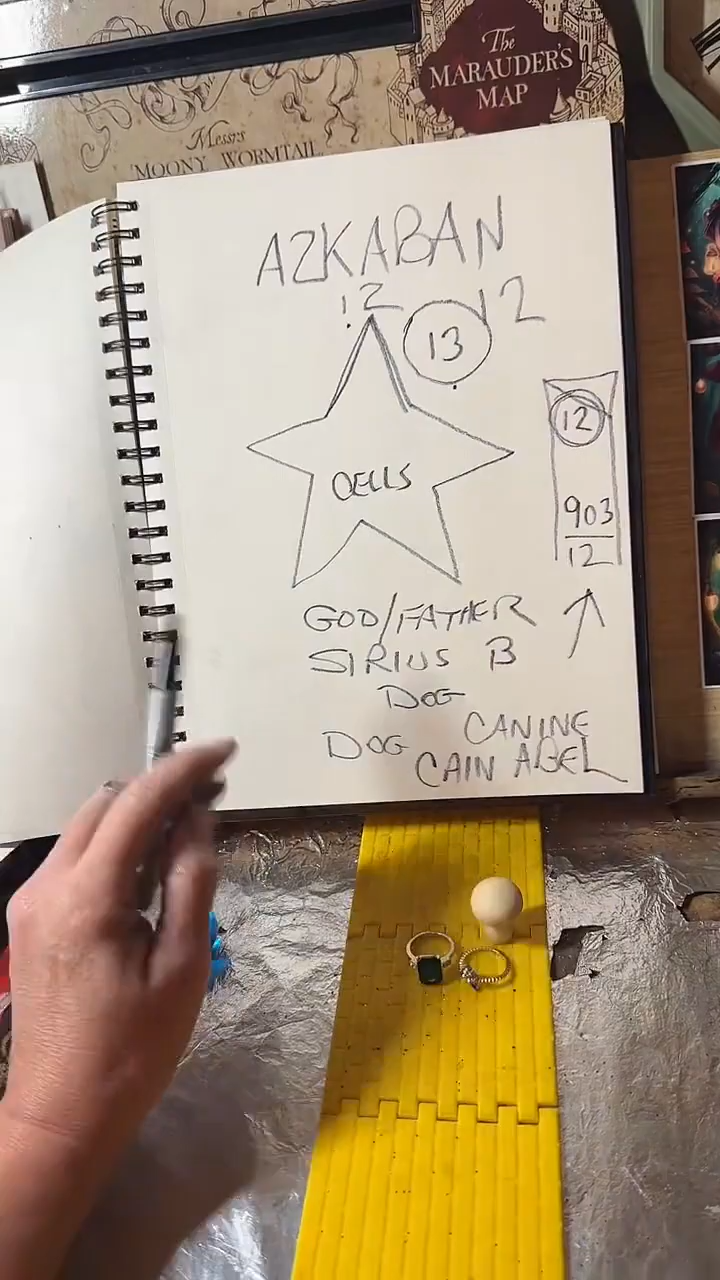 The
MARAUDER'S
MAP
Messrs
MOONY WORMTAIL
AZKABAN
12
13
12
12
903
12
CELLS
GOD/FATHER
SIRIUS B
DOG
DOG
CANINE
CAIN ABEL